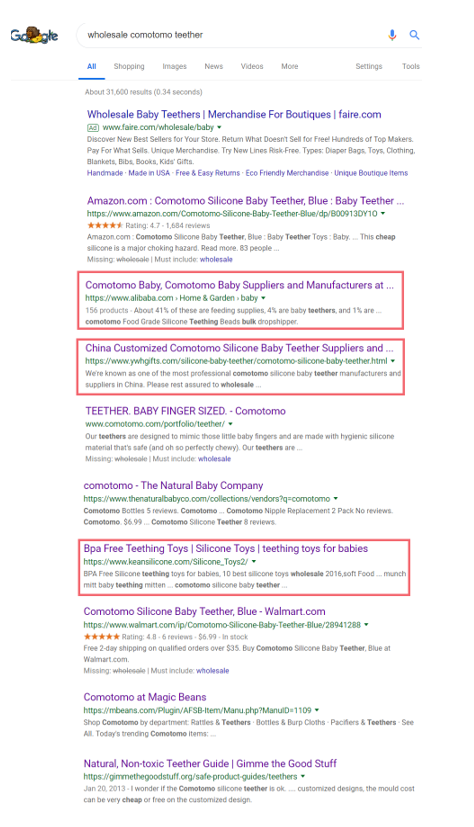 Google
wholesale comotomo teether
All Shopping Images News Videos More Settings Tools
About 31,600 results (0.34 seconds)
Wholesale Baby Teethers | Merchandise For Boutiques | faire.com
Ad www.faire.com/wholesale/baby
Discover New Best Sellers for Your Store. Return What Doesn't Sell for Free! Hundreds of Top Makers.
Pay For What Sells. Unique Merchandise. Try New Lines Risk-Free. Types: Diaper Bags, Toys, Clothing,
Blankets, Bibs, Books, Kids' Gifts.
Handmade · Made in USA · Free & Easy Returns · Eco Friendly Merchandise · Unique Boutique Items
Amazon.com : Comotomo Silicone Baby Teether, Blue : Baby Teether ...
https://www.amazon.com/Comotomo-Silicone-Baby-Teether-Blue/dp/B00913DY1O
Rating: 4.7 - 1,684 reviews
Amazon.com : Comotomo Silicone Baby Teether, Blue : Baby Teether Toys : Baby. ... This cheap
silicone is a major choking hazard. Read more. 83 people ...
Missing: wholesale | Must include: wholesale
Comotomo Baby, Comotomo Baby Suppliers and Manufacturers at ...
https://www.alibaba.com › Home & Garden › baby
156 products - About 41% of these are feeding supplies, 4% are baby teethers, and 1% are ...
comotomo Food Grade Silicone Teething Beads bulk dropshipper.
China Customized Comotomo Silicone Baby Teether Suppliers and ...
https://www.ywhgifts.com/silicone-baby-teether/comotomo-silicone-baby-teether.html
We're known as one of the most professional comotomo silicone baby teether manufacturers and
suppliers in China. Please rest assured to wholesale ...
TEETHER. BABY FINGER SIZED. - Comotomo
www.comotomo.com/portfolio/teether/
Our teethers are designed to mimic those little baby fingers and are made with hygienic silicone
material that's safe (and oh so perfectly chewy). Our teethers are ...
Missing: wholesale | Must include: wholesale
comotomo - The Natural Baby Company
https://www.thenaturalbabyco.com/collections/vendors?q=comotomo
Comotomo Bottles 5 reviews. Comotomo ... Comotomo Nipple Replacement 2 Pack No reviews.
Comotomo. $6.99 ... Comotomo Silicone Teether 8 reviews.
Bpa Free Teething Toys | Silicone Toys | teething toys for babies
https://www.keansilicone.com/Silicone_Toys2/
BPA Free Silicone teething toys for babies, 10 best silicone toys wholesale 2016,soft Food ... munch
mitt baby teething mitten ... comotomo silicone baby teether ...
Comotomo Silicone Baby Teether, Blue - Walmart.com
https://www.walmart.com/ip/Comotomo-Silicone-Baby-Teether-Blue/28941288
Rating: 4.8 - 6 reviews - $6.99 - In stock
Free 2-day shipping on qualified orders over $35. Buy Comotomo Silicone Baby Teether, Blue at
Walmart.com.
Missing: wholesale | Must include: wholesale
Comotomo at Magic Beans
https://mbeans.com/Plugin/AFSB-Item/Manu.php?ManuID=1109
Shop Comotomo by department: Rattles & Teethers · Bottles & Burp Cloths · Pacifiers & Teethers · See
All. Today's trending Comotomo items: ...
Natural, Non-toxic Teether Guide | Gimme the Good Stuff
https://gimmethegoodstuff.org/safe-product-guides/teethers
Jan 20, 2013 - I wonder if the Comotomo silicone teether is ok. ... customized designs, the mould cost
can be very cheap or free on the customized design.